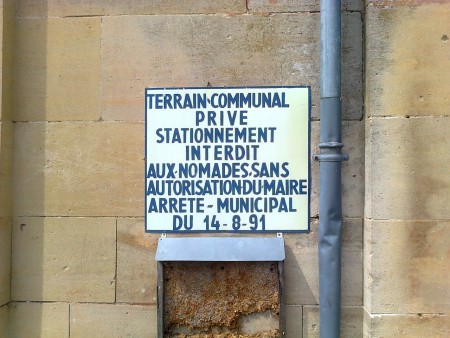 TERRAIN·COMMUNAL
PRIVE
STATIONNEMENT
INTERDIT
AUX·NOMADES·SANS
AUTORISATION·DU·MAIRE
ARRETE - MUNICIPAL
DU 14-8-91